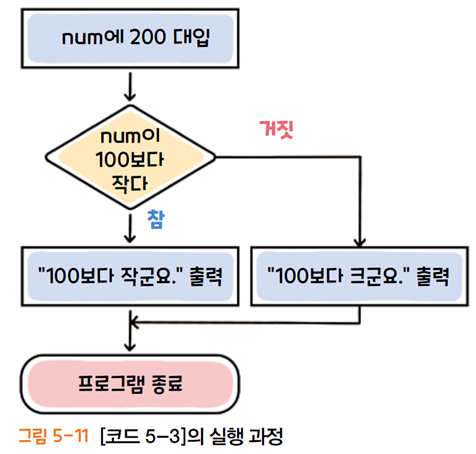 num에 200 대입
num이
100보다
작다
거짓
참
"100보다 작군요." 출력
"100보다 크군요." 출력
프로그램 종료
그림 5-11 [코드 5-3]의 실행 과정